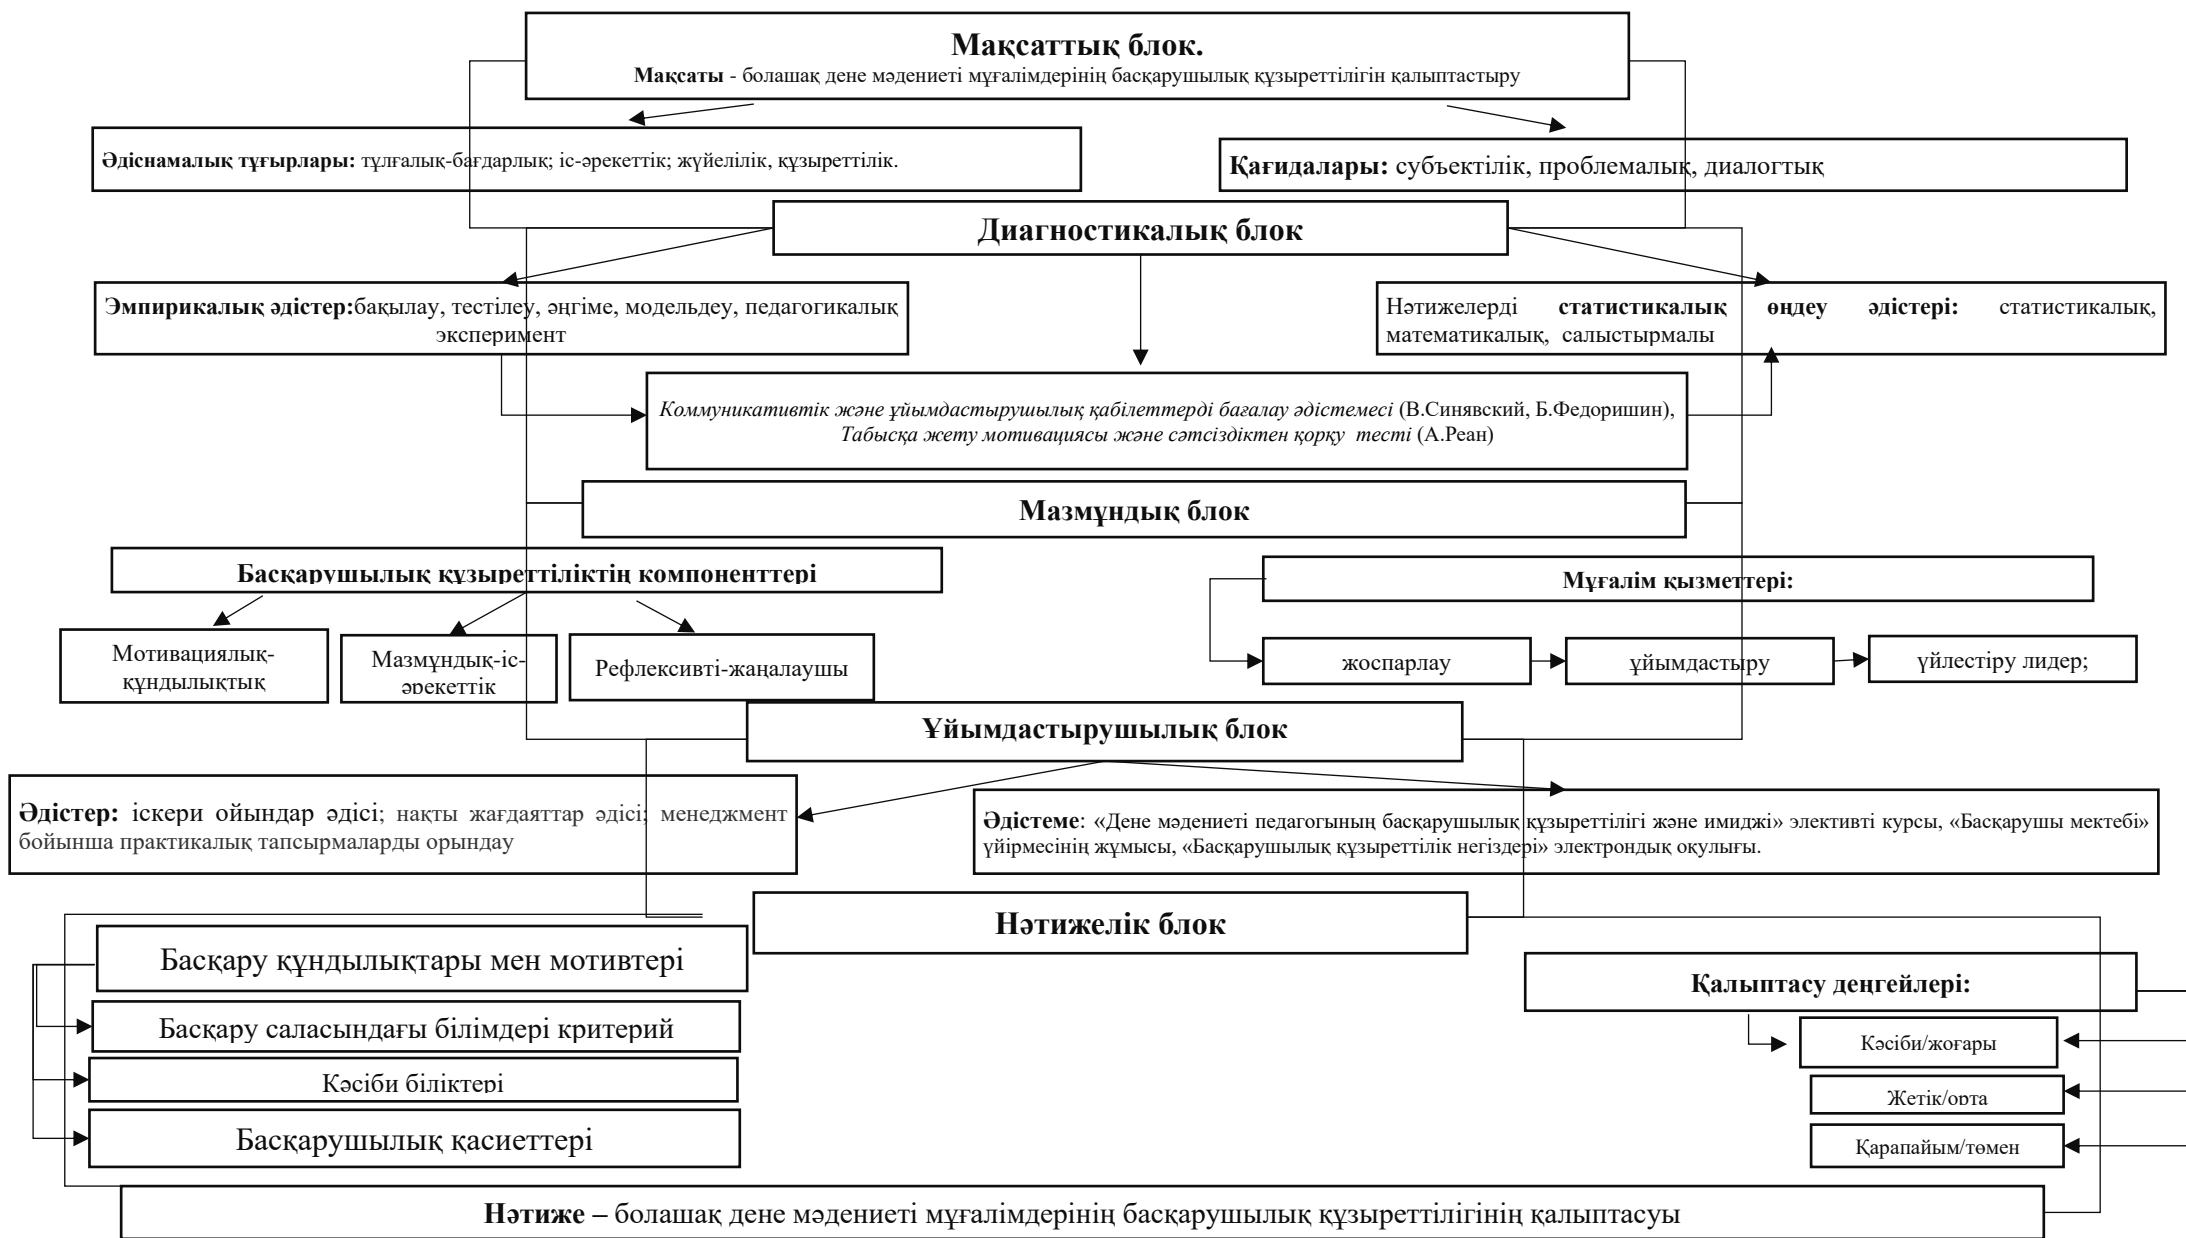 Мақсаттық блок.
Мақсаты - болашақ дене мәдениеті мұғалімдерінің басқарушылық құзыреттілігін қалыптастыру
Әдіснамалық тұғырлары: тұлғалық-бағдарлық; іс-әрекеттік; жүйелілік, құзыреттілік.
Қағидалары: субъектілік, проблемалық, диалогтық
Диагностикалық блок
Эмпирикалық әдістер:бақылау, тестілеу, әңгіме, модельдеу, педагогикалық
эксперимент
Нәтижелерді статистикалық өңдеу әдістері: статистикалық,
математикалық, салыстырмалы
Коммуникативтік және ұйымдастырушылық қабілеттерді бағалау әдістемесі (В.Синявский, Б.Федоришин),
Табысқа жету мотивациясы және сәтсіздіктен қорқу тесті (А.Реан)
Мазмұндық блок
Басқарушылық құзыреттіліктің компоненттері
Мұғалім қызметтері:
Мотивациялық-
құндылықтық
Мазмұндық-іс-
әрекеттік
Рефлексивті-жаңалаушы
жоспарлау
ұйымдастыру
үйлестіру лидер;
Ұйымдастырушылық блок
Әдістер: іскери ойындар әдісі; нақты жағдаяттар әдісі; менеджмент
бойынша практикалық тапсырмаларды орындау
Әдістеме: «Дене мәдениеті педагогының басқарушылық құзыреттілігі және имиджі» элективті курсы, «Басқарушы мектебі»
үйірмесінің жұмысы, «Басқарушылық құзыреттілік негіздері» электрондық оқулығы.
Нәтижелік блок
Басқару құндылықтары мен мотивтері
Басқару саласындағы білімдері критерий
Кәсіби біліктері
Басқарушылық қасиеттері
Қалыптасу деңгейлері:
Кәсіби/жоғары
Жетік/орта
Қарапайым/төмен
Нәтиже – болашақ дене мәдениеті мұғалімдерінің басқарушылық құзыреттілігінің қалыптасуы